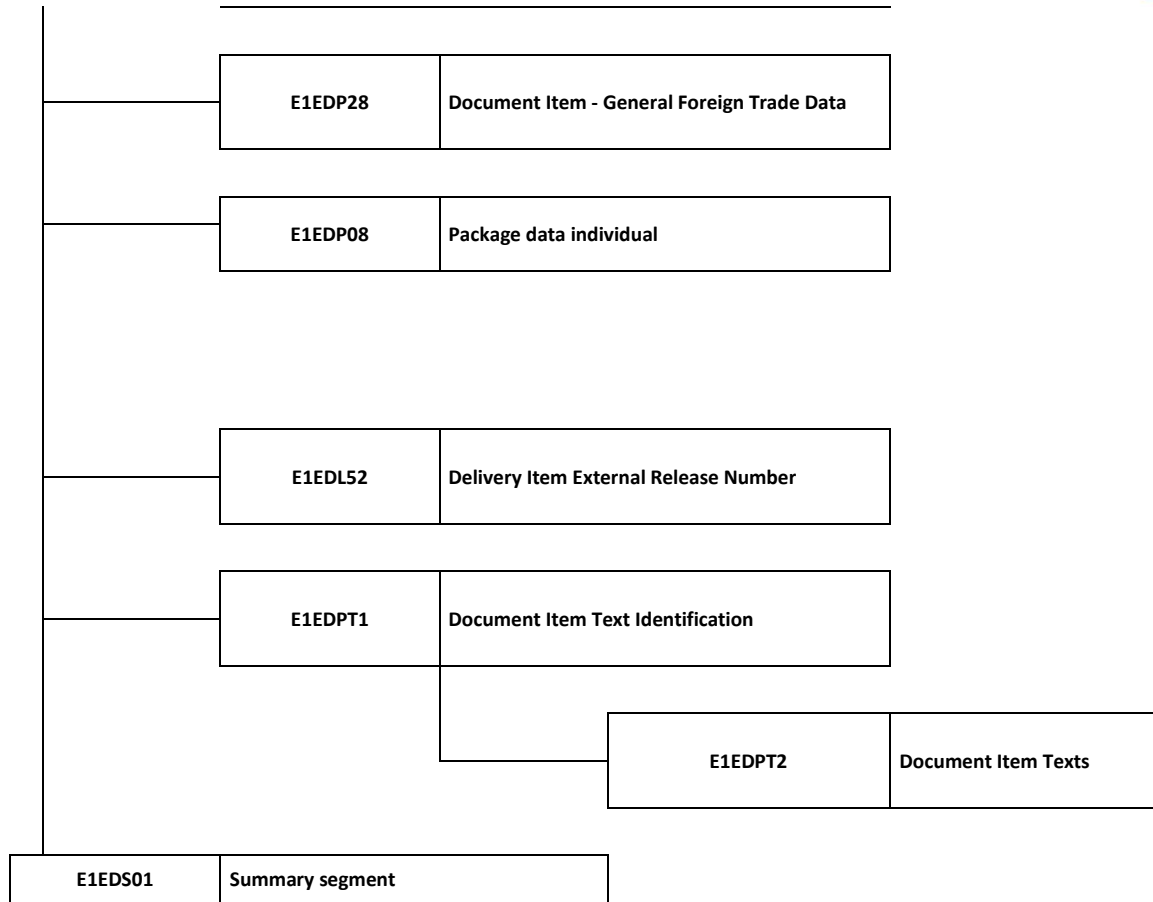 E1EDP28 Document Item - General Foreign Trade Data
E1EDP08 Package data individual
E1EDL52 Delivery Item External Release Number
E1EDPT1 Document Item Text Identification
E1EDPT2 Document Item Texts
E1EDS01 Summary segment